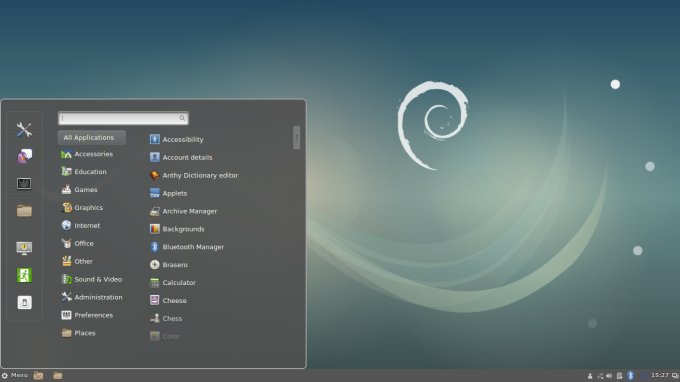 All Applications
Accessories
Education
Games
Graphics
Internet
Office
Other
Sound & Video
Administration
Preferences
Places
Accessibility
Account details
Anthy Dictionary editor
Applets
Archive Manager
Backgrounds
Bluetooth Manager
Brasero
Calculator
Cheese
Chess
Color
Menu
15:27